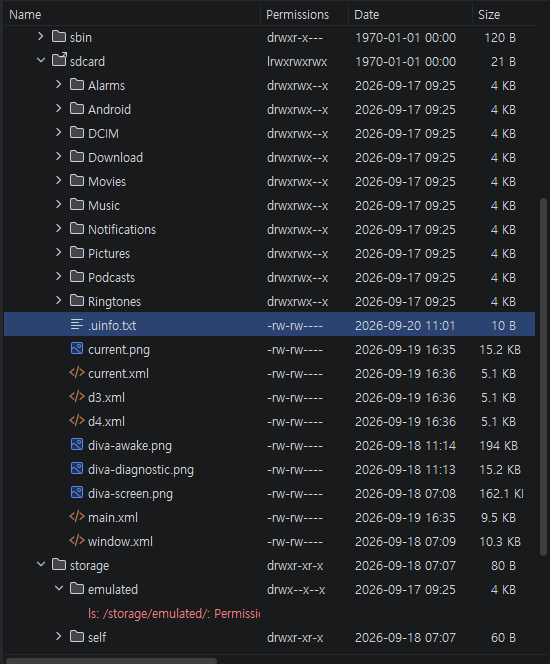 Name Permissions Date Size
sbin drwxr-x--- 1970-01-01 00:00 120 B
sdcard lrwxrwxrwx 1970-01-01 00:00 21 B
Alarms drwxrwx--x 2026-09-17 09:25 4 KB
Android drwxrwx--x 2026-09-17 09:25 4 KB
DCIM drwxrwx--x 2026-09-17 09:25 4 KB
Download drwxrwx--x 2026-09-17 09:25 4 KB
Movies drwxrwx--x 2026-09-17 09:25 4 KB
Music drwxrwx--x 2026-09-17 09:25 4 KB
Notifications drwxrwx--x 2026-09-17 09:25 4 KB
Pictures drwxrwx--x 2026-09-17 09:25 4 KB
Podcasts drwxrwx--x 2026-09-17 09:25 4 KB
Ringtones drwxrwx--x 2026-09-17 09:25 4 KB
.uinfo.txt -rw-rw---- 2026-09-20 11:01 10 B
current.png -rw-rw---- 2026-09-19 16:35 15.2 KB
current.xml -rw-rw---- 2026-09-19 16:36 5.1 KB
d3.xml -rw-rw---- 2026-09-19 16:36 5.1 KB
d4.xml -rw-rw---- 2026-09-19 16:36 5.1 KB
diva-awake.png -rw-rw---- 2026-09-18 11:14 194 KB
diva-diagnostic.png -rw-rw---- 2026-09-18 11:13 15.2 KB
diva-screen.png -rw-rw---- 2026-09-18 07:08 162.1 K
main.xml -rw-rw---- 2026-09-19 16:35 9.5 KB
window.xml -rw-rw---- 2026-09-18 07:09 10.3 KB
storage drwxr-xr-x 2026-09-18 07:07 80 B
emulated drwx--x--x 2026-09-17 09:25 4 KB
ls: /storage/emulated/: Permissi
self drwxr-xr-x 2026-09-18 07:07 60 B